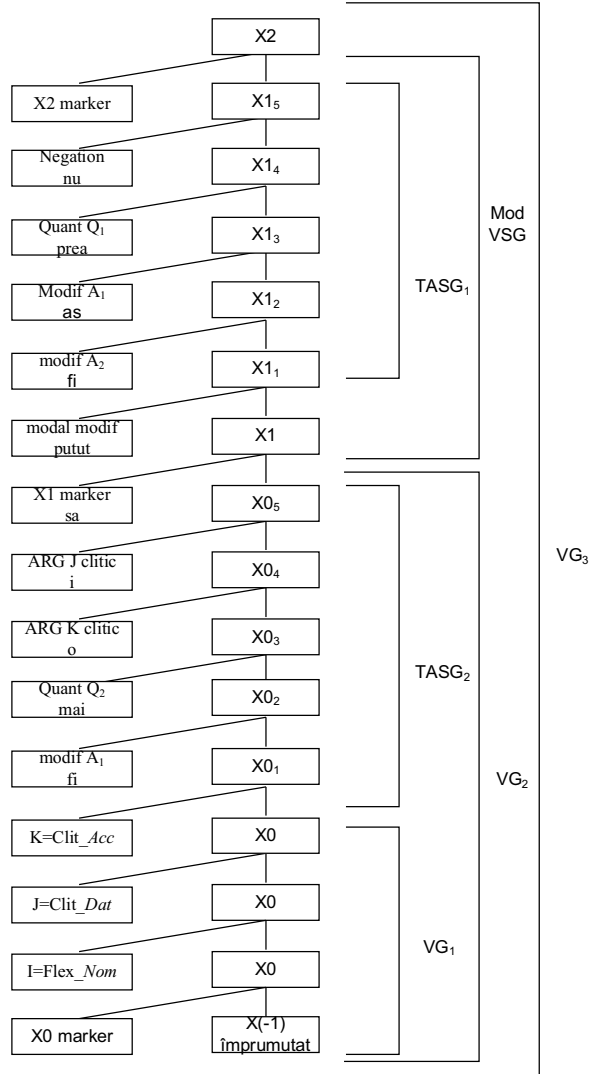 X2
X2 marker
X1₅
Negation
nu
X1₄
Quant Q₁
prea
X1₃
Modif A₁
as
X1₂
modif A₂
fi
X1₁
modal modif
putut
X1
X1 marker
sa
X0₅
ARG J clitic
i
X0₄
ARG K clitic
o
X0₃
Quant Q₂
mai
X0₂
modif A₁
fi
X0₁
K=Clit_Acc
X0
J=Clit_Dat
X0
I=Flex_Nom
X0
X0 marker
X(-1)
împrumutat
TASG₁
Mod
VSG
TASG₂
VG₁
VG₂
VG₃